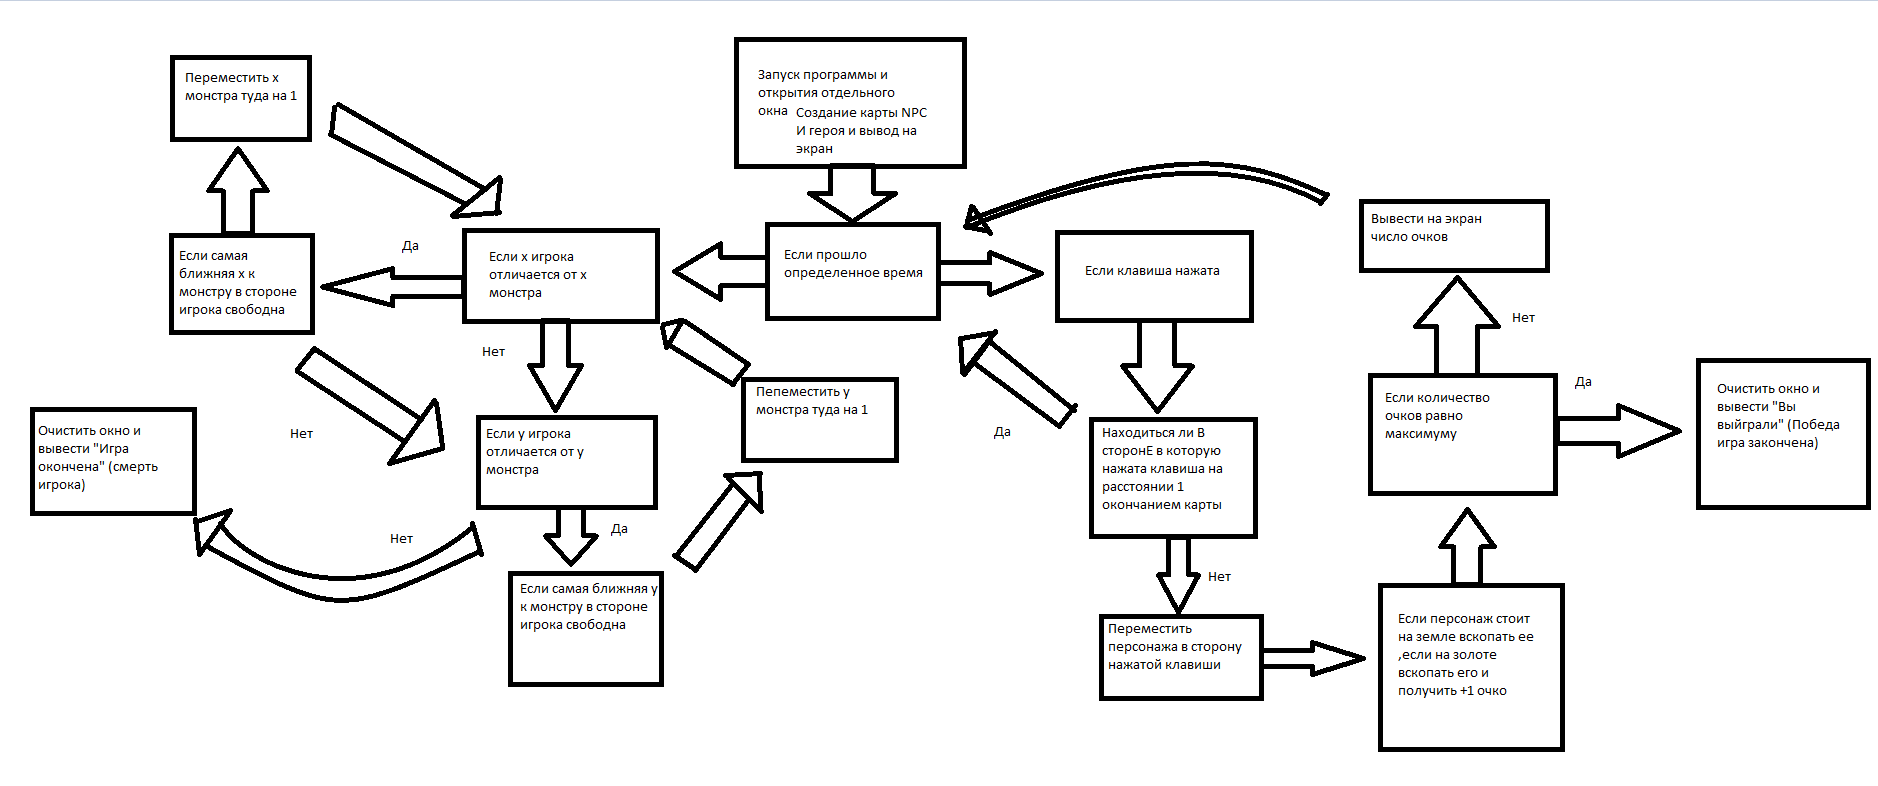 Переместить x
монстра туда на 1
Запуск программы и
открытия отдельного
окна
Создание карты NPC
И героя и вывод на
экран
Вывести на экран
число очков
Да
Если самая
ближняя x к
монстру в стороне
игрока свободна
Если x игрока
отличается от x
монстра
Если прошло
определенное время
Если клавиша нажата
Нет
Нет
Пепеместить y
монстра туда на 1
Да
Если количество
очков равно
максимуму
Очистить окно и
вывести "Вы
выйграли" (Победа
игра закончена)
Нет
Очистить окно и
вывести "Игра
окончена" (смерть
игрока)
Если y игрока
отличается от y
монстра
Да
Находиться ли В
сторонЕ в которую
нажата клавиша на
расстоянии 1
окончанием карты
Нет
Да
Если самая ближняя y
к монстру в стороне
игрока свободна
Нет
Переместить
персонажа в сторону
нажатой клавиши
Если персонаж стоит
на земле вскопать ее
,если на золоте
вскопать его и
получить +1 очко